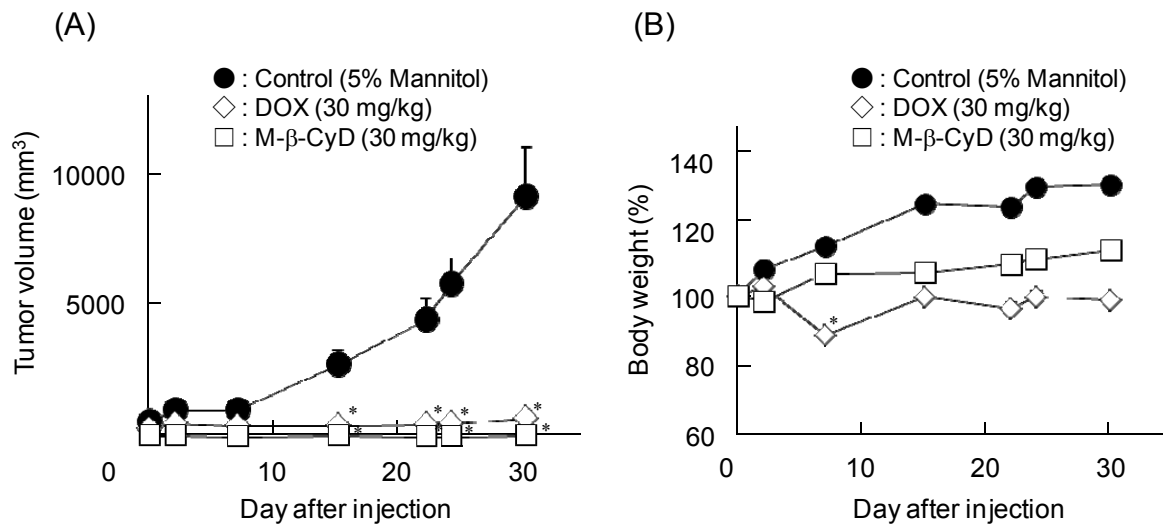 (A)
: Control (5% Mannitol)
: DOX (30 mg/kg)
: M-β-CyD (30 mg/kg)
Tumor volume (mm³)
10000
5000
* * * *
* * * *
0 10 20 30
Day after injection
(B)
: Control (5% Mannitol)
: DOX (30 mg/kg)
: M-β-CyD (30 mg/kg)
Body weight (%)
140
120
100
80
60
*
0 10 20 30
Day after injection